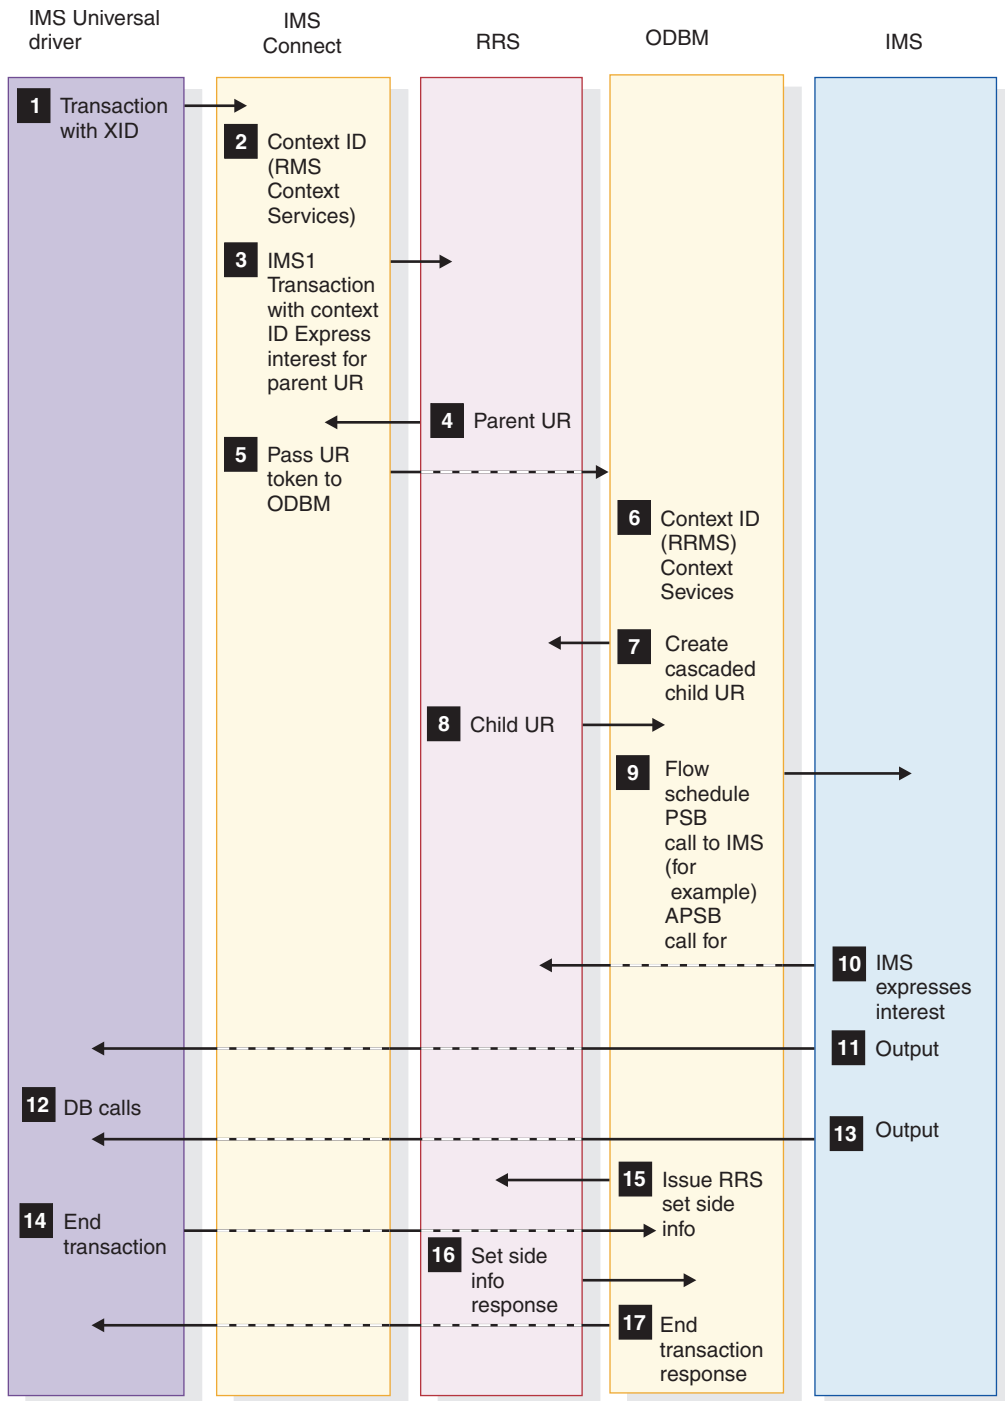 IMS Universal
driver
IMS
Connect
RRS
ODBM
IMS
1 Transaction
with XID
2 Context ID
(RMS
Context
Services)
3 IMS1
Transaction
with context
ID Express
interest for
parent UR
4 Parent UR
5 Pass UR
token to
ODBM
6 Context ID
(RRMS)
Context
Sevices
7 Create
cascaded
child UR
8 Child UR
9 Flow
schedule
PSB
call to IMS
(for
example)
APSB
call for
10 IMS
expresses
interest
11 Output
12 DB calls
13 Output
14 End
transaction
15 Issue RRS
set side
info
16 Set side
info
response
17 End
transaction
response